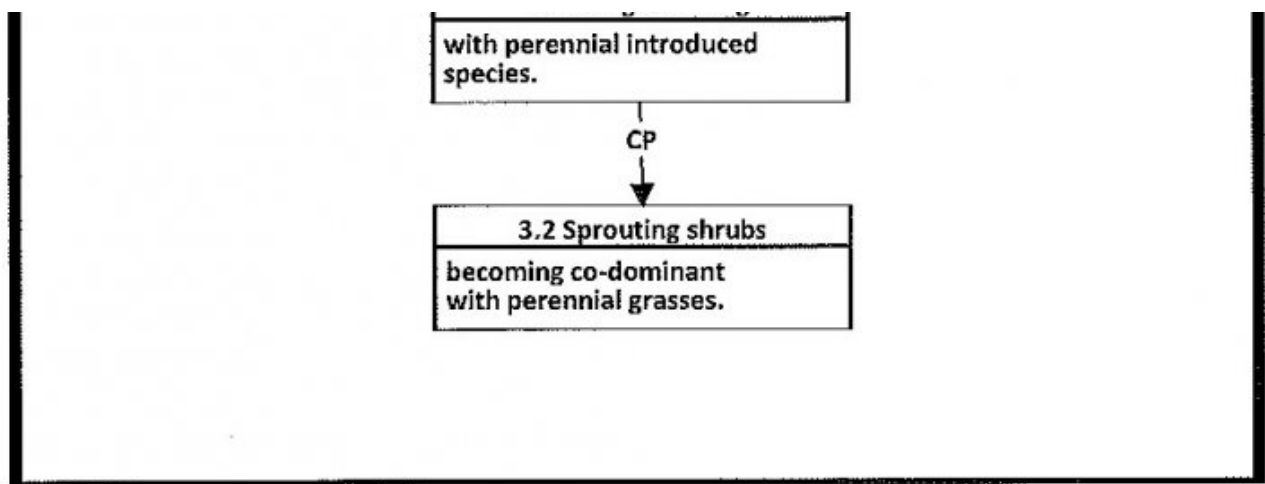 with perennial introduced
species.
CP
3.2 Sprouting shrubs
becoming co-dominant
with perennial grasses.